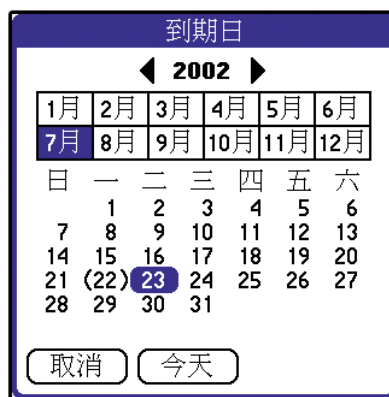 到期日
2002
1月 2月 3月 4月 5月 6月
7月 8月 9月 10月 11月 12月
日 一 二 三 四 五 六
1 2 3 4 5 6
7 8 9 10 11 12 13
14 15 16 17 18 19 20
21 (22) 23 24 25 26 27
28 29 30 31
取消 今天